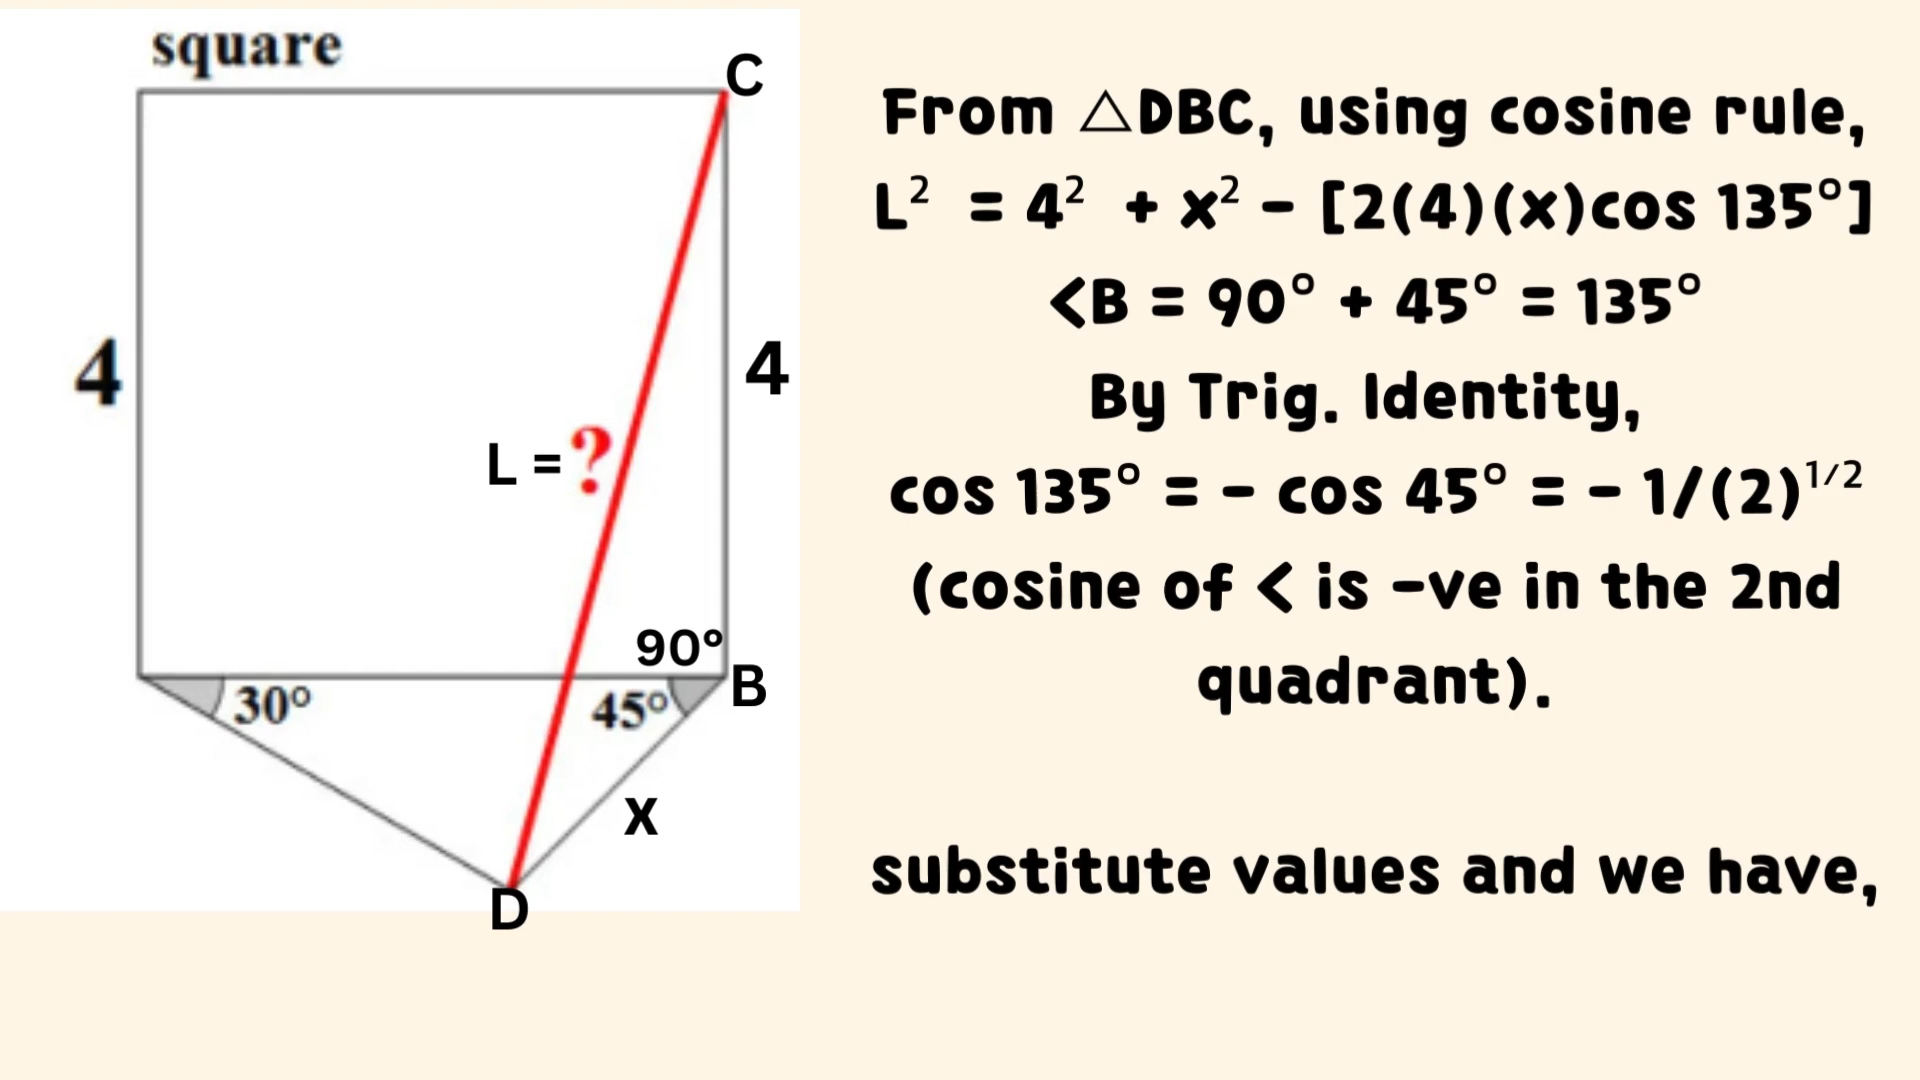 square
C
4
4
L = ?
90°
B
30°
45°
X
D
From △DBC, using cosine rule,
L² = 4² + x² - [2(4)(x)cos 135°]
<B = 90° + 45° = 135°
By Trig. Identity,
cos 135° = - cos 45° = - 1/(2)¹ᐟ²
(cosine of < is -ve in the 2nd
quadrant).
substitute values and we have,